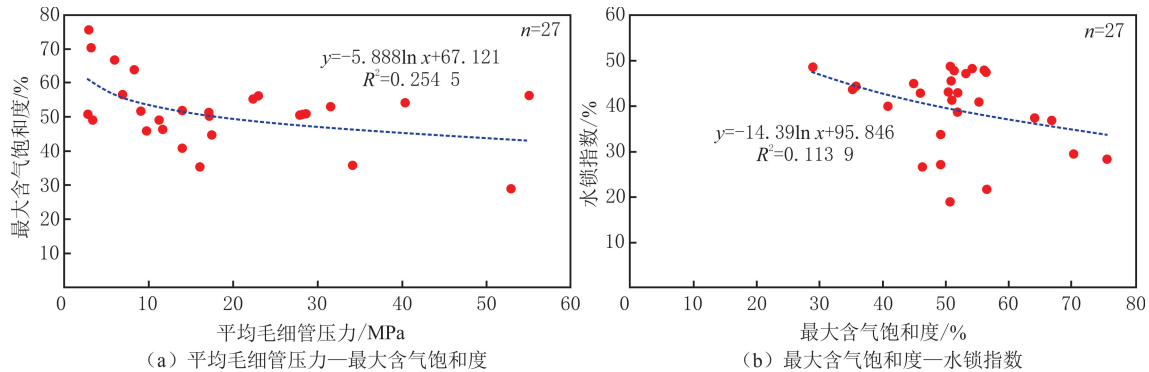 80
70
60
50
40
30
20
10
最大含气饱和度/%
n=27
y=-5.888ln x+67.121
R²=0.254 5
0
10
20
30
40
50
60
平均毛细管压力/MPa
（a）平均毛细管压力—最大含气饱和度
60
50
40
30
20
10
0
水锁指数/%
n=27
y=-14.39ln x+95.846
R²=0.113 9
0
10
20
30
40
50
60
70
80
最大含气饱和度/%
（b）最大含气饱和度—水锁指数